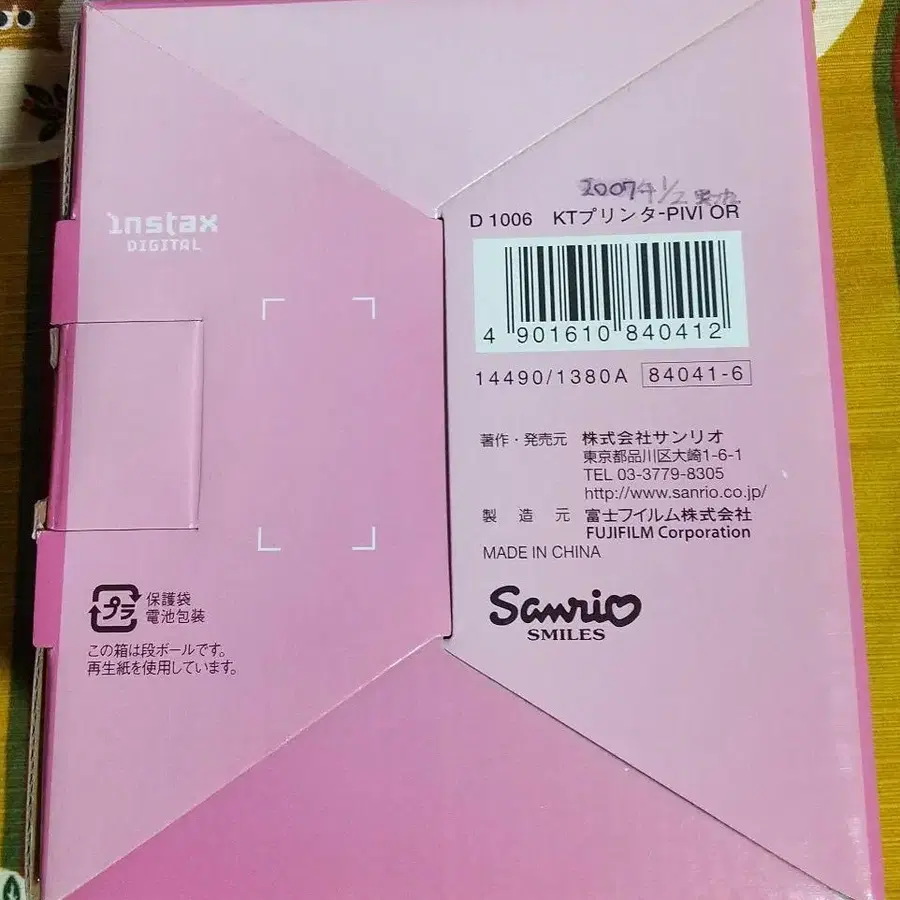 instax
DIGITAL
2007年1/2
D 1006 KTプリンタ-PIVI OR
4 901610 840412
14490/1380A 84041-6
著作・発売元 株式会社サンリオ
東京都品川区大崎1-6-1
TEL 03-3779-8305
http://www.sanrio.co.jp/
製造元 富士フイルム株式会社
FUJIFILM Corporation
MADE IN CHINA
Sanrio
SMILES
プラ
保護袋
電池包装
この箱は段ボールです。
再生紙を使用しています。